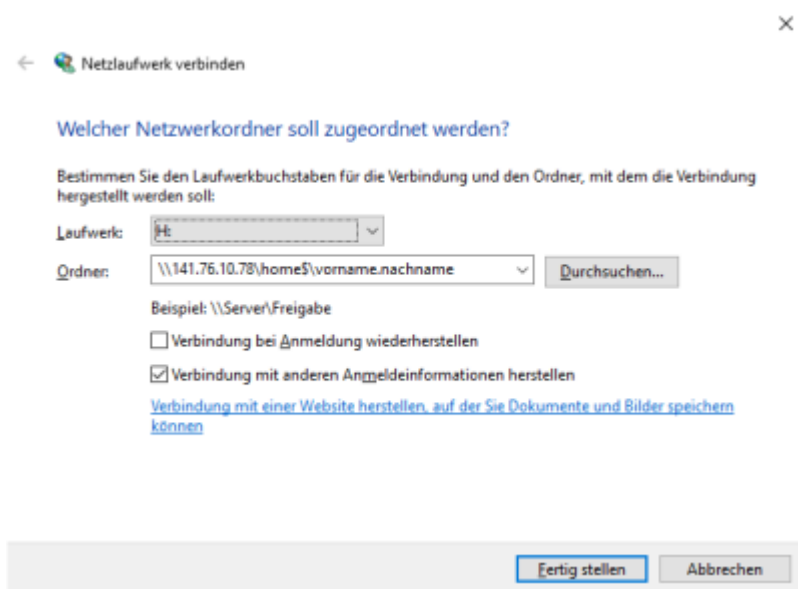 Netzlaufwerk verbinden
Welcher Netzwerkordner soll zugeordnet werden?
Bestimmen Sie den Laufwerkbuchstaben für die Verbindung und den Ordner, mit dem die Verbindung
hergestellt werden soll:
Laufwerk: H:
Ordner: \\141.76.10.78\home$\vorname.nachname Durchsuchen...
Beispiel: \\Server\Freigabe
Verbindung bei Anmeldung wiederherstellen
Verbindung mit anderen Anmeldeinformationen herstellen
Verbindung mit einer Website herstellen, auf der Sie Dokumente und Bilder speichern
können
Fertig stellen Abbrechen